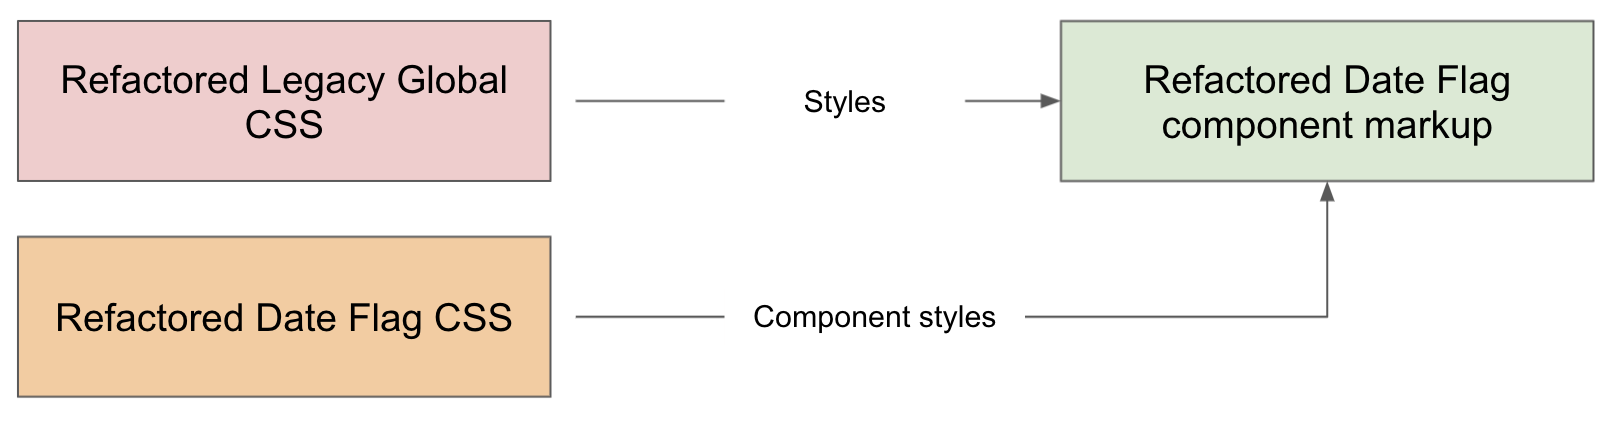 Refactored Legacy Global
CSS
Styles
Refactored Date Flag
component markup
Refactored Date Flag CSS
Component styles